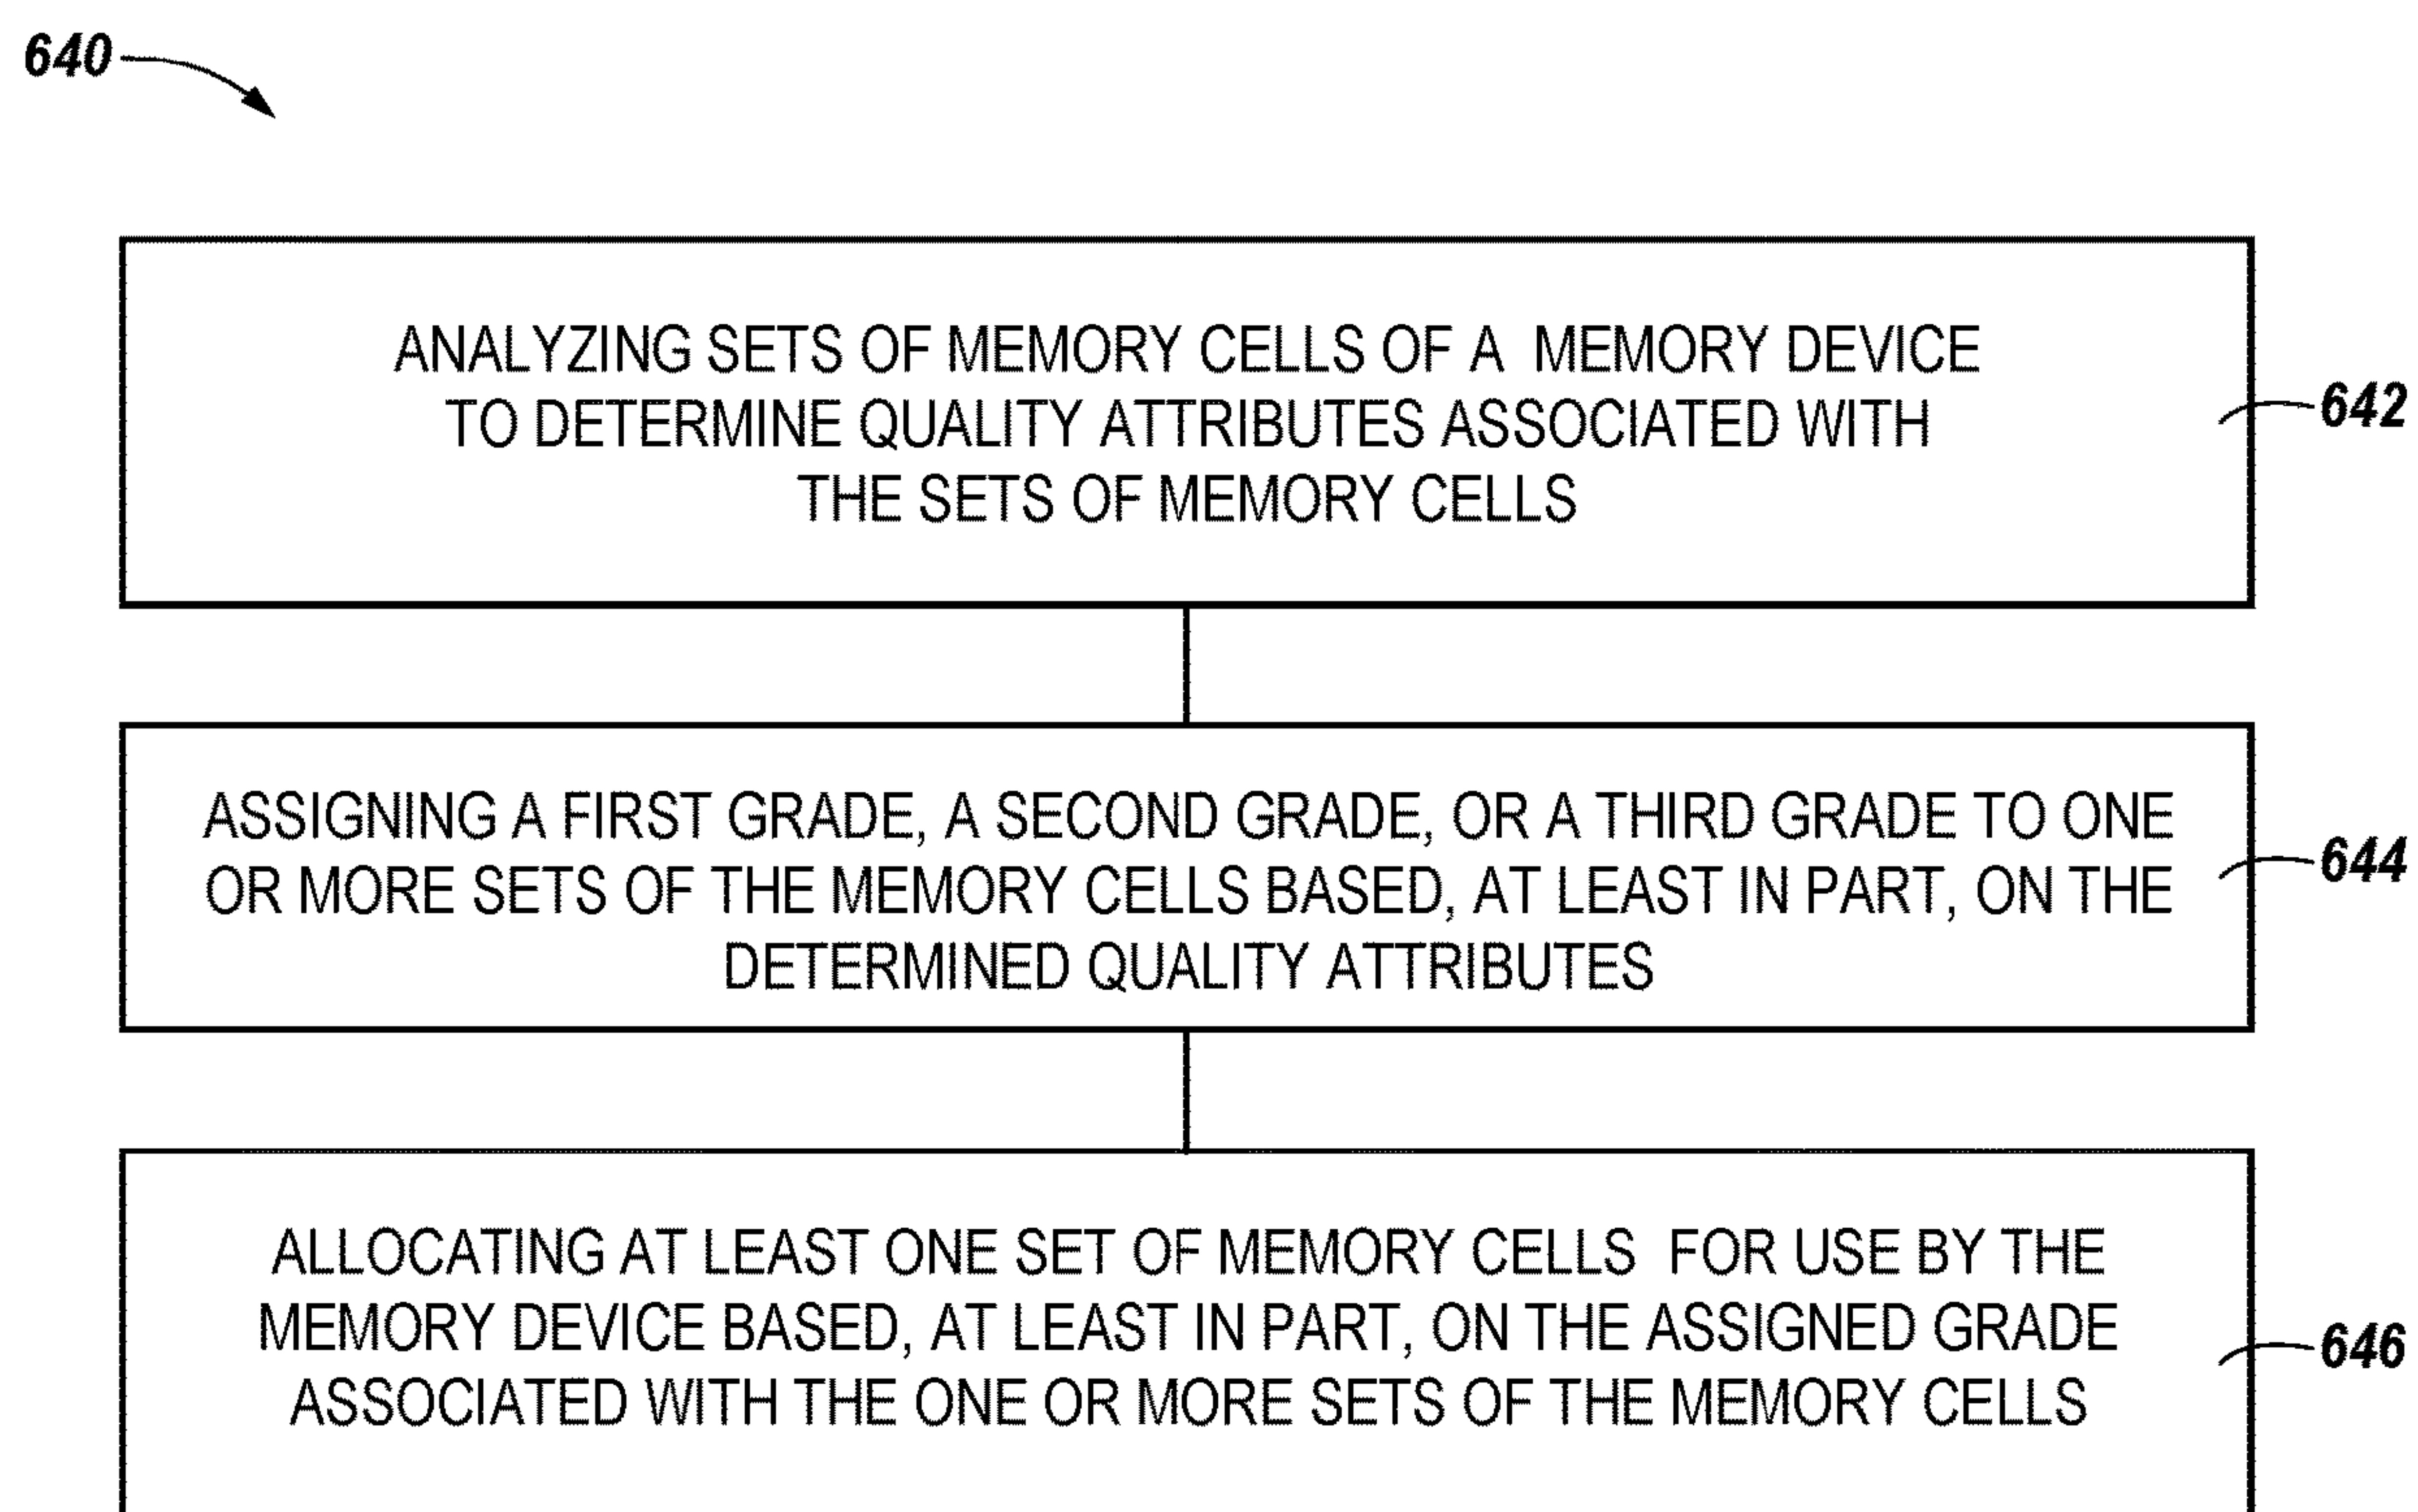 640
ANALYZING SETS OF MEMORY CELLS OF A MEMORY DEVICE
TO DETERMINE QUALITY ATTRIBUTES ASSOCIATED WITH
THE SETS OF MEMORY CELLS
642
ASSIGNING A FIRST GRADE, A SECOND GRADE, OR A THIRD GRADE TO ONE
OR MORE SETS OF THE MEMORY CELLS BASED, AT LEAST IN PART, ON THE
DETERMINED QUALITY ATTRIBUTES
644
ALLOCATING AT LEAST ONE SET OF MEMORY CELLS FOR USE BY THE
MEMORY DEVICE BASED, AT LEAST IN PART, ON THE ASSIGNED GRADE
ASSOCIATED WITH THE ONE OR MORE SETS OF THE MEMORY CELLS
646